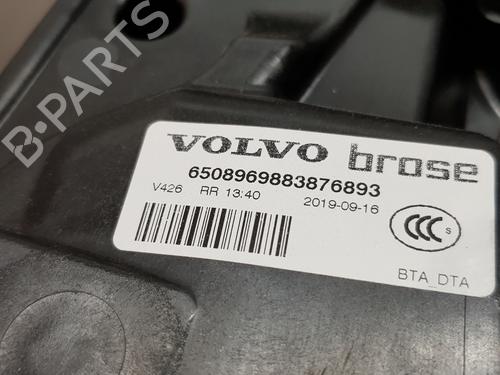 B-PARTS
VOLVO brose
6508969883876893
V426 RR 13:40 2019-09-16
CCC S
BTA_DTA